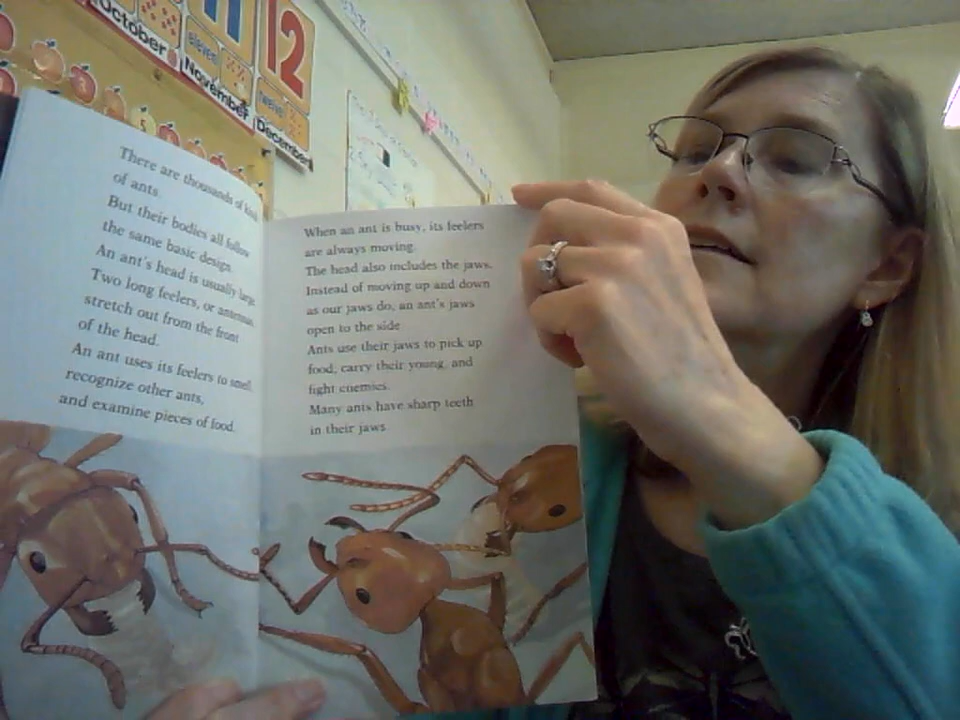 October
11
eleven
November
12
twelve
December
There are thousands of kinds
of ants.
But their bodies all follow
the same basic design.
An ant's head is usually large.
Two long feelers, or antennae,
stretch out from the front
of the head.
An ant uses its feelers to smell,
recognize other ants,
and examine pieces of food.
When an ant is busy, its feelers
are always moving.
The head also includes the jaws.
Instead of moving up and down
as our jaws do, an ant's jaws
open to the side
Ants use their jaws to pick up
food, carry their young, and
fight enemies.
Many ants have sharp teeth
in their jaws